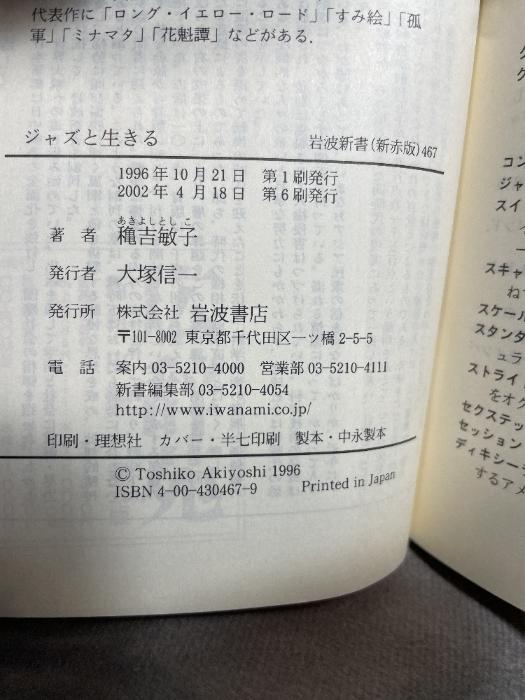 代表作に「ロング・イエロー・ロード」「すみ絵」「孤
軍」「ミナマタ」「花魁譚」などがある.
ジャズと生きる
岩波新書(新赤版)467
1996年10月21日 第1刷発行
2002年4月18日 第6刷発行
あきよしとしこ
著者 穐吉敏子
発行者 大塚信一
発行所 株式会社 岩波書店
〒101-8002 東京都千代田区一ツ橋2-5-5
電話 案内03-5210-4000 営業部03-5210-4111
新書編集部03-5210-4054
http://www.iwanami.co.jp/
印刷・理想社 カバー・半七印刷 製本・中永製本
© Toshiko Akiyoshi 1996
ISBN 4-00-430467-9 Printed in Japan
コン
ジャ
スイ
スキャ
ねて
スケール
スタンダ
ュラ
ストライ
をオク
セクステッ
セッション
ディキシー
するアメ